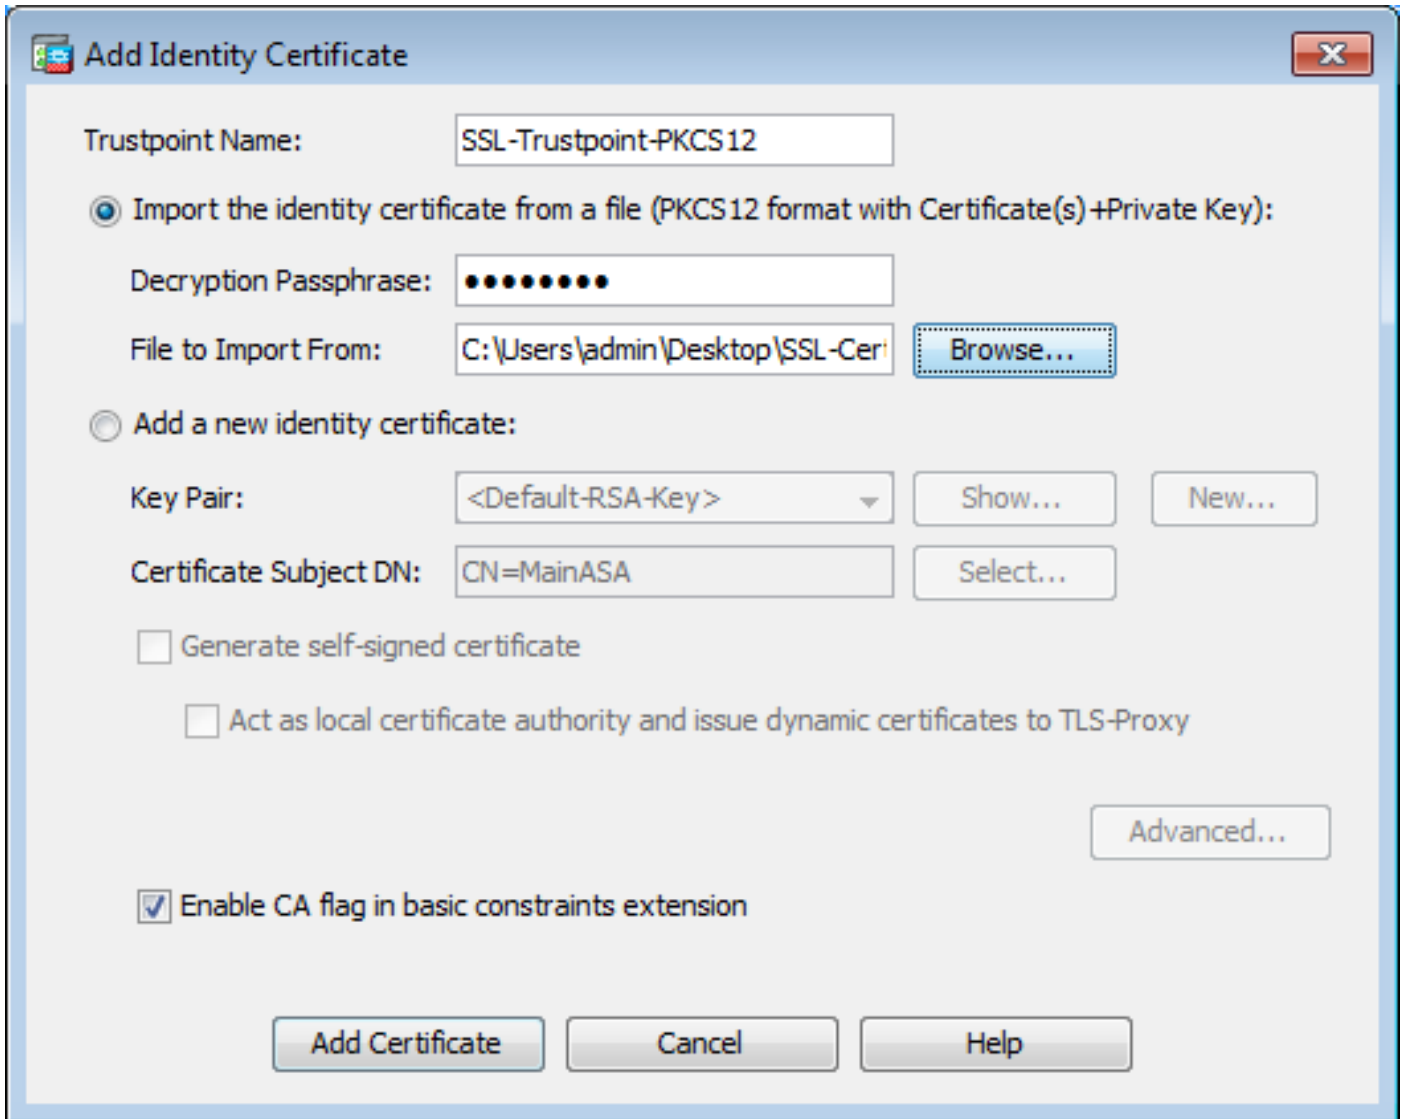 Add Identity Certificate
Trustpoint Name: SSL-Trustpoint-PKCS12
Import the identity certificate from a file (PKCS12 format with Certificate(s)+Private Key):
Decryption Passphrase: ●●●●●●●●
File to Import From: C:\Users\admin\Desktop\SSL-Cer Browse...
Add a new identity certificate:
Key Pair: <Default-RSA-Key> Show... New...
Certificate Subject DN: CN=MainASA Select...
Generate self-signed certificate
Act as local certificate authority and issue dynamic certificates to TLS-Proxy
Advanced...
Enable CA flag in basic constraints extension
Add Certificate Cancel Help